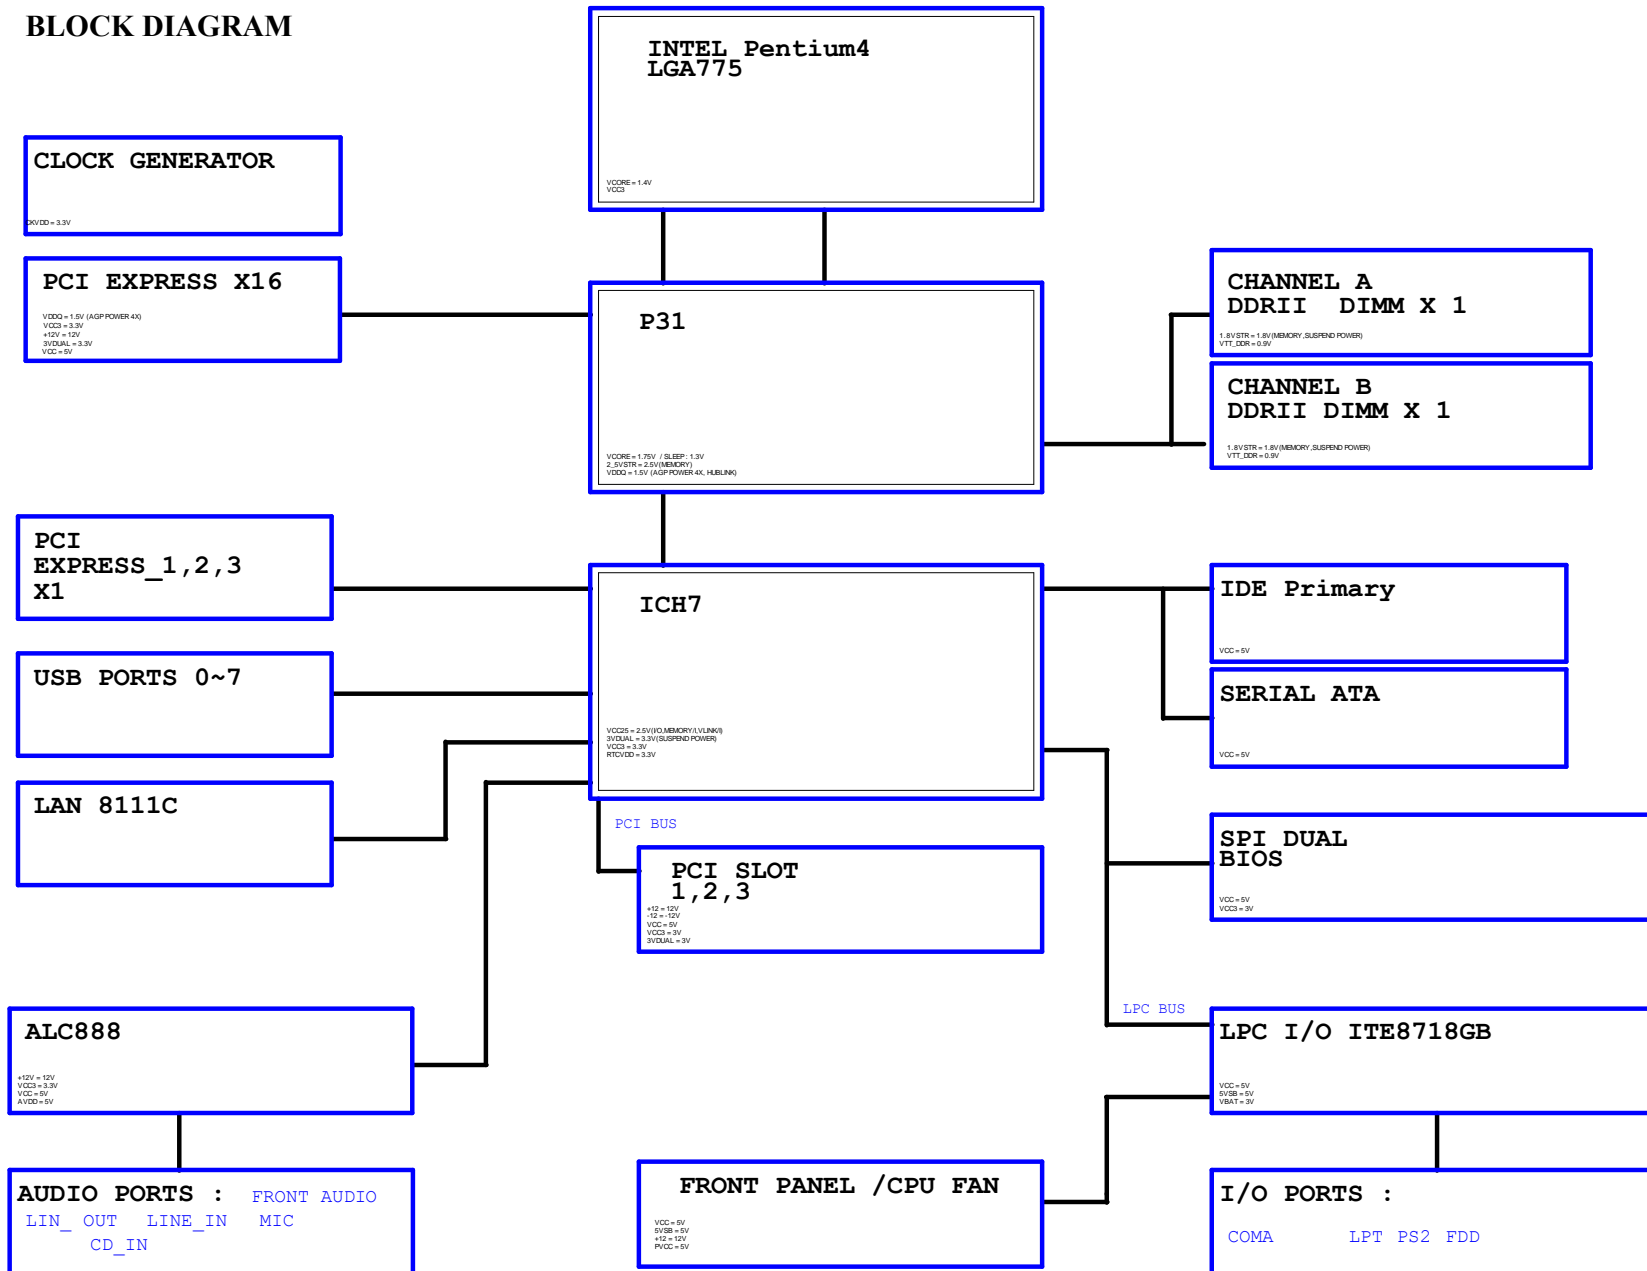 BLOCK DIAGRAM
INTEL Pentium4
LGA775
VCORE = 1.4V
VCC3
CLOCK GENERATOR
CKVDD = 3.3V
PCI EXPRESS X16
VDDQ = 1.5V (AGP POWER 4X)
VCC3 = 3.3V
+12V = 12V
3VDUAL = 3.3V
VCC = 5V
P31
VCORE = 1.75V / SLEEP : 1.3V
2_5VSTR = 2.5V(MEMORY)
VDDQ = 1.5V (AGP POWER 4X, HUBLINK)
CHANNEL A
DDRII DIMM X 1
1.8VSTR = 1.8V(MEMORY,SUSPEND POWER)
VTT_DDR = 0.9V
CHANNEL B
DDRII DIMM X 1
1.8VSTR = 1.8V(MEMORY,SUSPEND POWER)
VTT_DDR = 0.9V
PCI
EXPRESS_1,2,3
X1
ICH7
VCC25 = 2.5V(I/O,MEMORY/I,VLINK/I)
3VDUAL = 3.3V(SUSPEND POWER)
VCC3 = 3.3V
RTCVDD = 3.3V
IDE Primary
VCC = 5V
USB PORTS 0~7
SERIAL ATA
VCC = 5V
LAN 8111C
PCI BUS
PCI SLOT
1,2,3
+12 = 12V
-12 = -12V
VCC = 5V
VCC3 = 3V
3VDUAL = 3V
SPI DUAL
BIOS
VCC = 5V
VCC3 = 3V
ALC888
+12V = 12V
VCC3 = 3.3V
VCC = 5V
AVDD = 5V
LPC BUS
LPC I/O ITE8718GB
VCC = 5V
5VSB = 5V
VBAT = 3V
AUDIO PORTS : FRONT AUDIO
LIN_ OUT LINE_IN MIC
CD_IN
FRONT PANEL /CPU FAN
VCC = 5V
5VSB = 5V
+12 = 12V
PVCC = 5V
I/O PORTS :
COMA LPT PS2 FDD